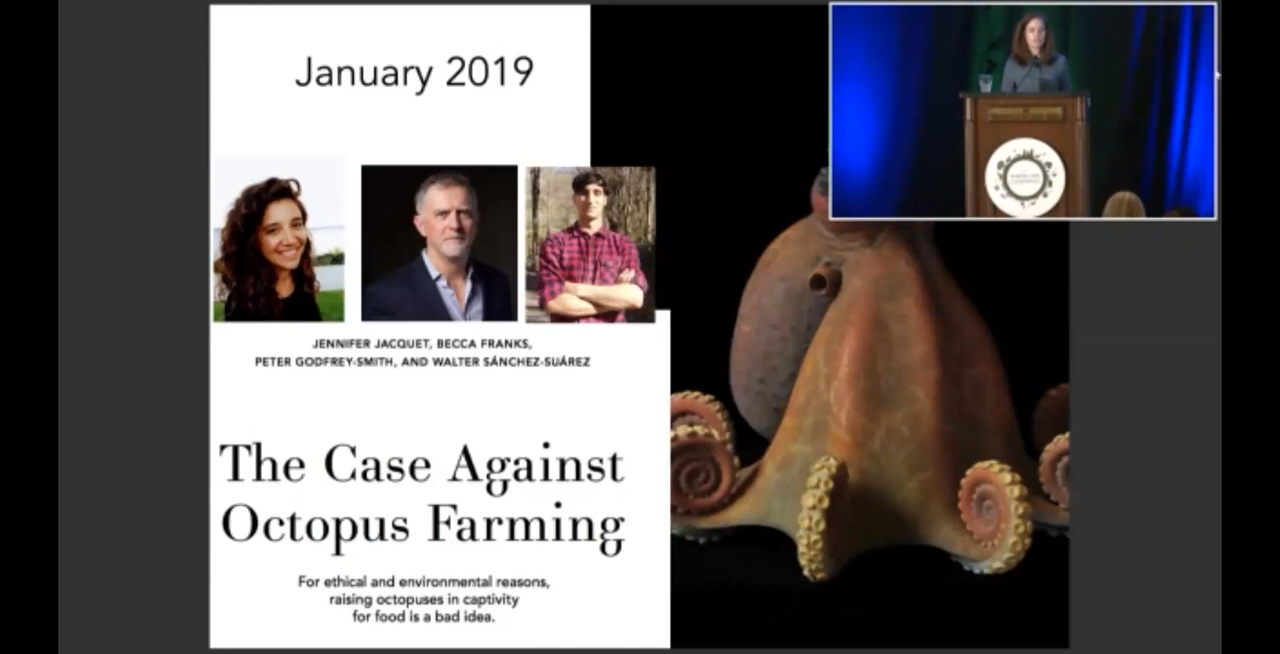 January 2019
JENNIFER JACQUET, BECCA FRANKS,
PETER GODFREY-SMITH, AND WALTER SÁNCHEZ-SUÁREZ
The Case Against
Octopus Farming
For ethical and environmental reasons,
raising octopuses in captivity
for food is a bad idea.